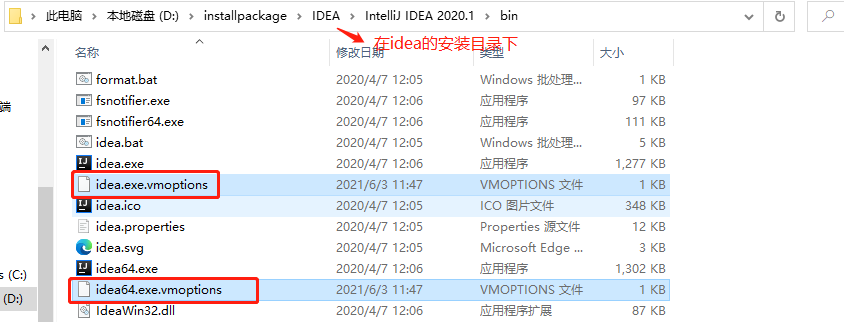 此电脑 > 本地磁盘 (D:) > installpackage > IDEA > IntelliJ IDEA 2020.1 > bin
在idea的安装目录下
名称 修改日期 类型 大小
format.bat 2020/4/7 12:05 Windows 批处理... 1 KB
fsnotifier.exe 2020/4/7 12:06 应用程序 97 KB
fsnotifier64.exe 2020/4/7 12:06 应用程序 111 KB
idea.bat 2020/4/7 12:05 Windows 批处理... 5 KB
端
idea.exe 2020/4/7 12:06 应用程序 1,277 KB
idea.exe.vmoptions 2021/6/3 11:47 VMOPTIONS 文件 1 KB
idea.ico 2020/4/7 12:05 ICO 图片文件 348 KB
idea.properties 2020/4/7 12:05 Properties 源文件 12 KB
idea.svg 2020/4/7 12:05 Microsoft Edge ... 3 KB
s (C:) idea64.exe 2020/4/7 12:06 应用程序 1,302 KB
(D:) idea64.exe.vmoptions 2021/6/3 11:47 VMOPTIONS 文件 1 KB
IdeaWin32.dll 2020/4/7 12:05 应用程序扩展 87 KB